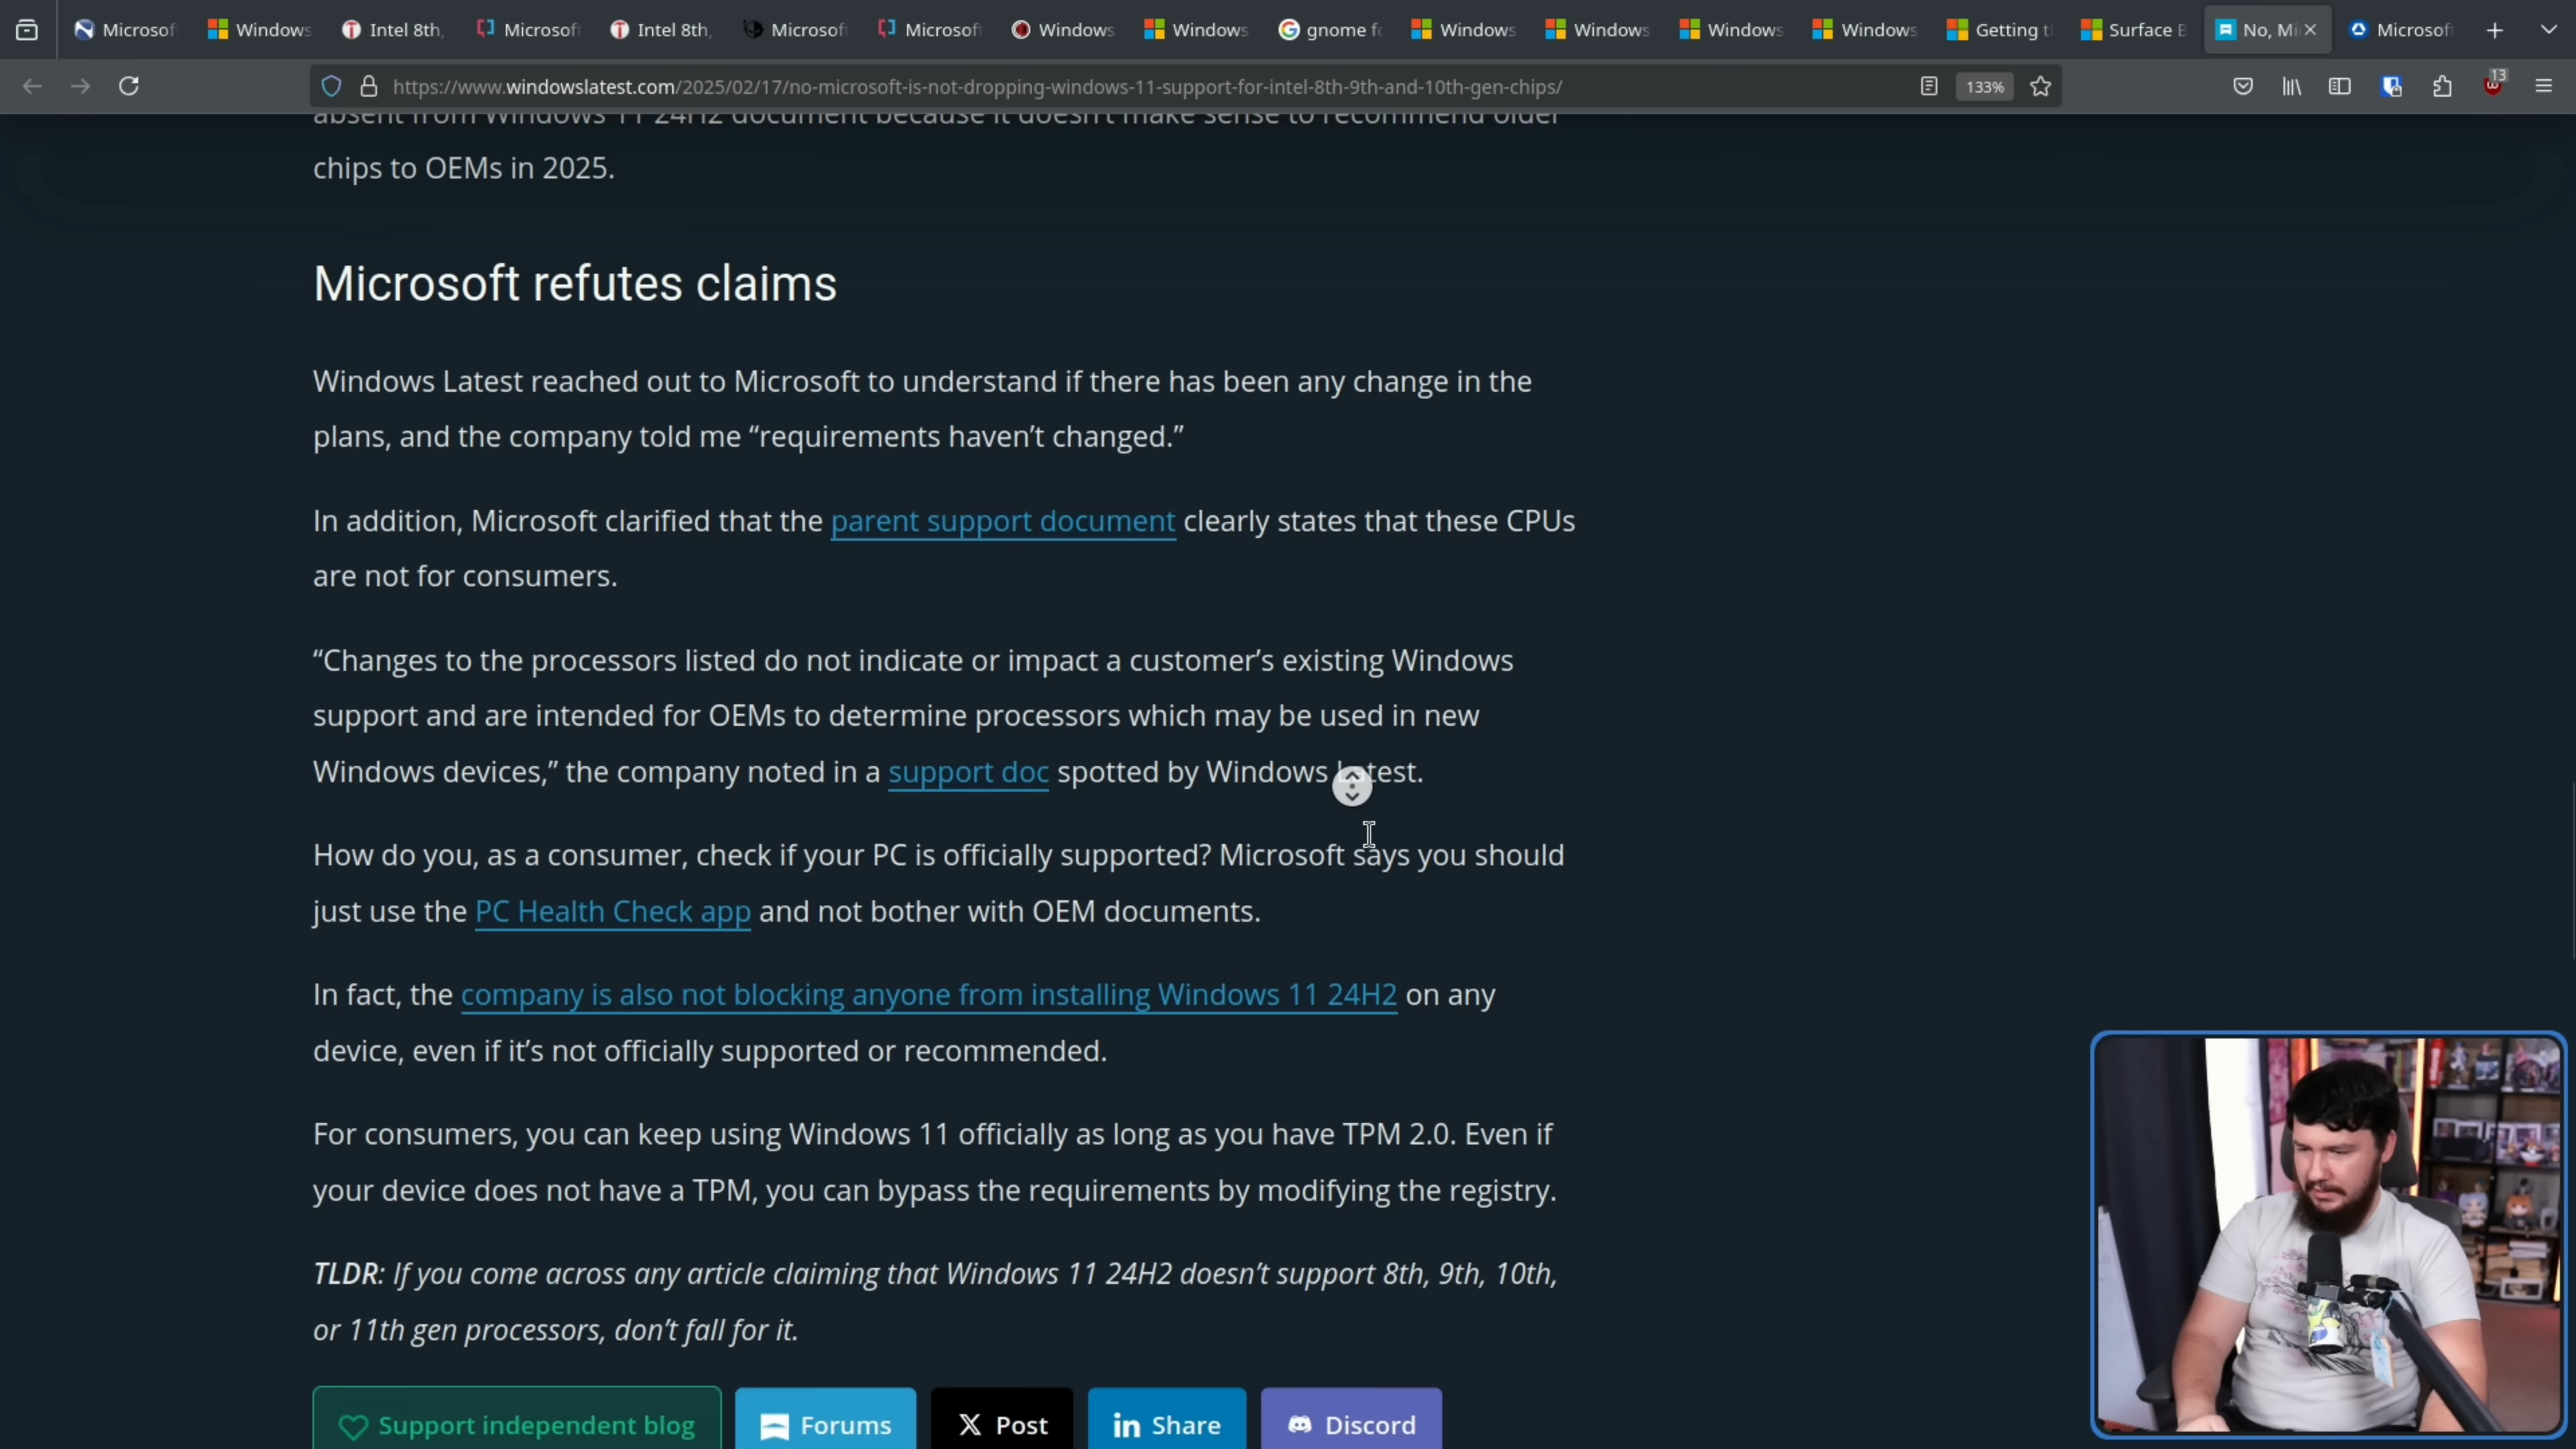 Microsof
Windows
Intel 8th,
Microsoft
Intel 8th,
Microsoft
Microsoft
Windows
Windows
gnome fo
Windows
Windows
Windows
Windows
Getting t
Surface B
No, Mi
Microsof
https://www.windowslatest.com/2025/02/17/no-microsoft-is-not-dropping-windows-11-support-for-intel-8th-9th-and-10th-gen-chips/
133%
13
absent from Windows 11 24H2 document because it doesn't make sense to recommend older
chips to OEMs in 2025.
Microsoft refutes claims
Windows Latest reached out to Microsoft to understand if there has been any change in the
plans, and the company told me “requirements haven’t changed.”
In addition, Microsoft clarified that the parent support document clearly states that these CPUs
are not for consumers.
“Changes to the processors listed do not indicate or impact a customer’s existing Windows
support and are intended for OEMs to determine processors which may be used in new
Windows devices,” the company noted in a support doc spotted by Windows Latest.
How do you, as a consumer, check if your PC is officially supported? Microsoft says you should
just use the PC Health Check app and not bother with OEM documents.
In fact, the company is also not blocking anyone from installing Windows 11 24H2 on any
device, even if it’s not officially supported or recommended.
For consumers, you can keep using Windows 11 officially as long as you have TPM 2.0. Even if
your device does not have a TPM, you can bypass the requirements by modifying the registry.
TLDR: If you come across any article claiming that Windows 11 24H2 doesn’t support 8th, 9th, 10th,
or 11th gen processors, don’t fall for it.
Support independent blog
Forums
Post
Share
Discord